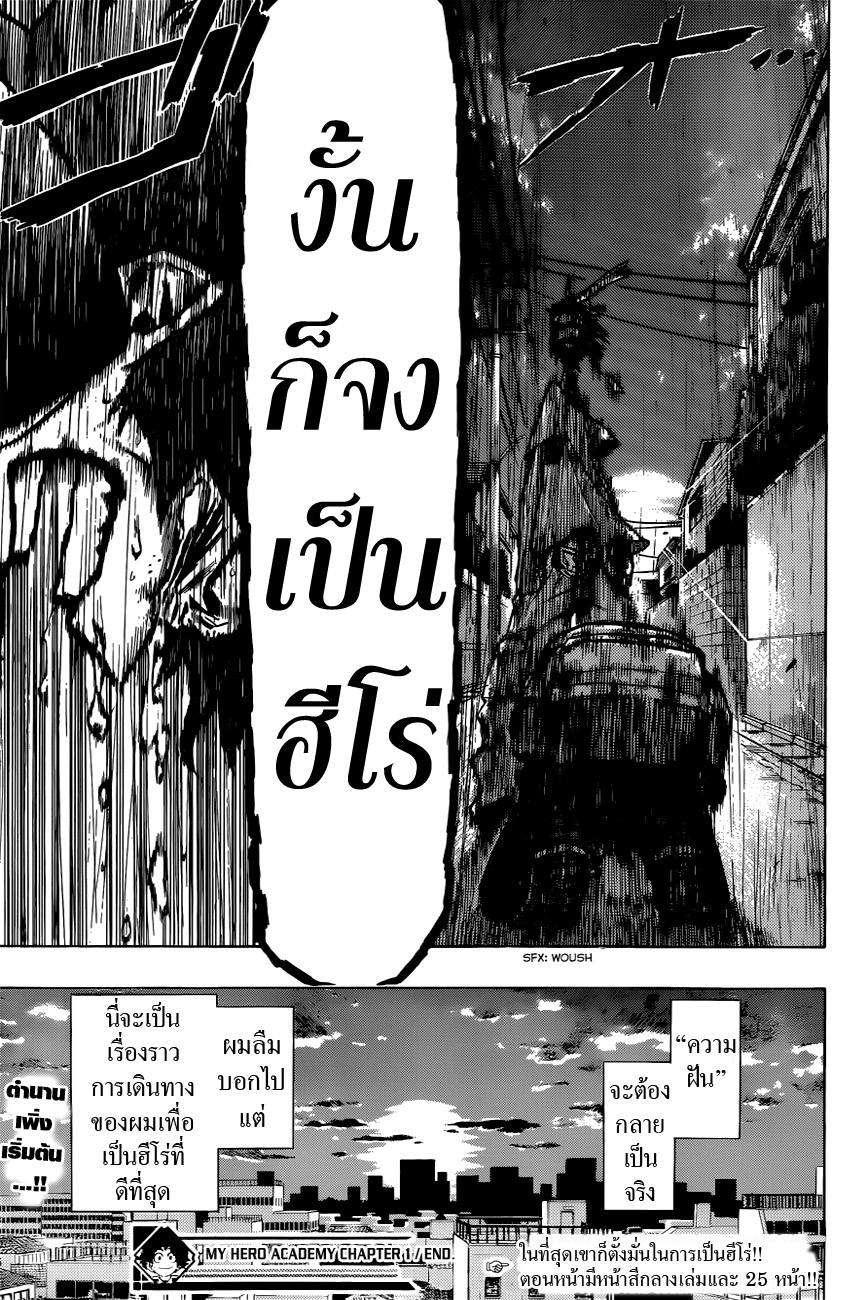 オ...
งั้น
ก็จง
เป็น
ฮีโร่
SFX: WOUSH
“ความ
ฝัน”
จะต้อง
กลาย
เป็น
จริง
ผมลืม
บอกไป
แต่
นี่จะเป็น
เรื่องราว
การเดินทาง
ของผมเพื่อ
เป็นฮีโร่ที่
ดีที่สุด
ตำนาน
เพิ่ง
เริ่มต้น
...!!
MY HERO ACADEMY CHAPTER 1 / END.
ในที่สุดเขาก็ตั้งมั่นในการเป็นฮีโร่!!
ตอนหน้ามีหน้าสีกลางเล่มและ 25 หน้า!!